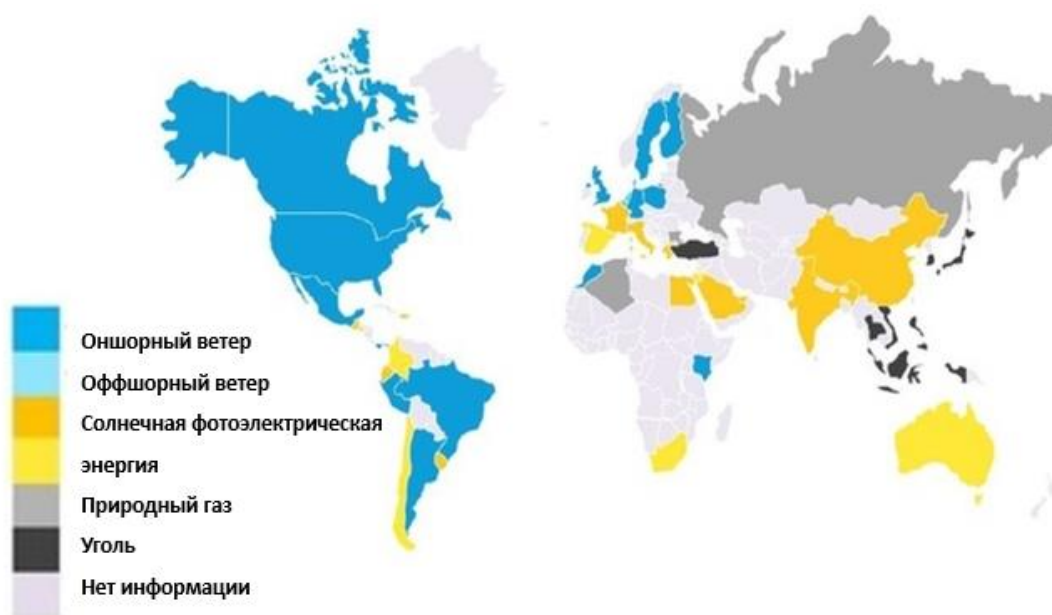 Оншорный ветер
Оффшорный ветер
Солнечная фотоэлектрическая
энергия
Природный газ
Уголь
Нет информации